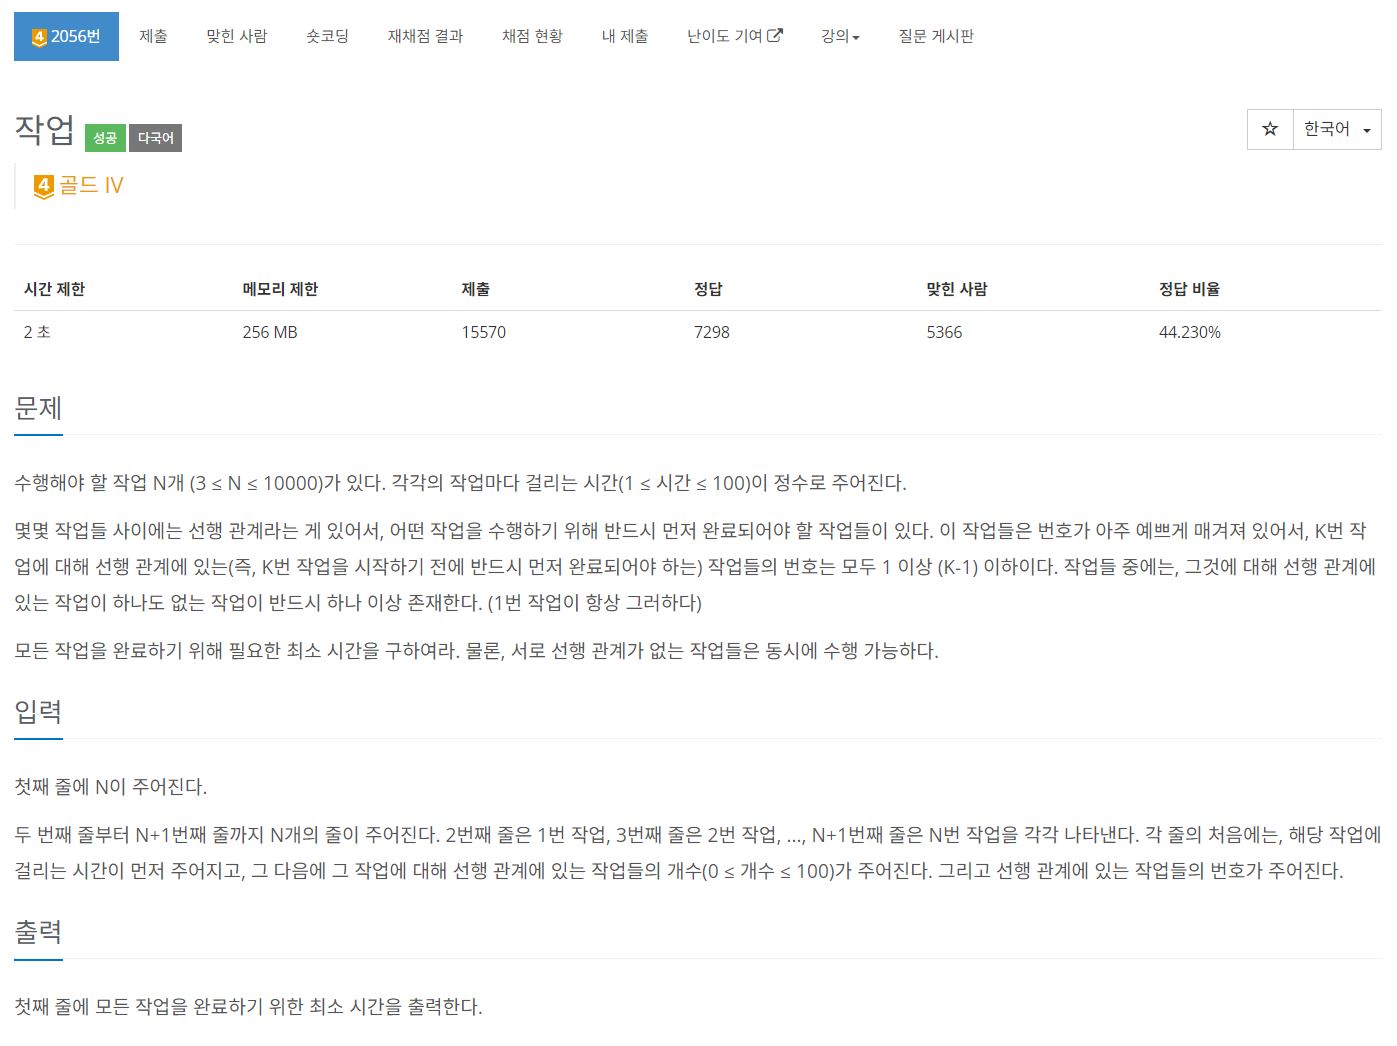 4 2056번 제출 맞힌 사람 숏코딩 재채점 결과 채점 현황 내 제출 난이도 기여 강의 질문 게시판
작업 성공 다국어 한국어
4 골드 IV
시간 제한 메모리 제한 제출 정답 맞힌 사람 정답 비율
2 초 256 MB 15570 7298 5366 44.230%
문제
수행해야 할 작업 N개 (3 ≤ N ≤ 10000)가 있다. 각각의 작업마다 걸리는 시간(1 ≤ 시간 ≤ 100)이 정수로 주어진다.
몇몇 작업들 사이에는 선행 관계라는 게 있어서, 어떤 작업을 수행하기 위해 반드시 먼저 완료되어야 할 작업들이 있다. 이 작업들은 번호가 아주 예쁘게 매겨져 있어서, K번 작
업에 대해 선행 관계에 있는(즉, K번 작업을 시작하기 전에 반드시 먼저 완료되어야 하는) 작업들의 번호는 모두 1 이상 (K-1) 이하이다. 작업들 중에는, 그것에 대해 선행 관계에
있는 작업이 하나도 없는 작업이 반드시 하나 이상 존재한다. (1번 작업이 항상 그러하다)
모든 작업을 완료하기 위해 필요한 최소 시간을 구하여라. 물론, 서로 선행 관계가 없는 작업들은 동시에 수행 가능하다.
입력
첫째 줄에 N이 주어진다.
두 번째 줄부터 N+1번째 줄까지 N개의 줄이 주어진다. 2번째 줄은 1번 작업, 3번째 줄은 2번 작업, ..., N+1번째 줄은 N번 작업을 각각 나타낸다. 각 줄의 처음에는, 해당 작업에
걸리는 시간이 먼저 주어지고, 그 다음에 그 작업에 대해 선행 관계에 있는 작업들의 개수(0 ≤ 개수 ≤ 100)가 주어진다. 그리고 선행 관계에 있는 작업들의 번호가 주어진다.
출력
첫째 줄에 모든 작업을 완료하기 위한 최소 시간을 출력한다.